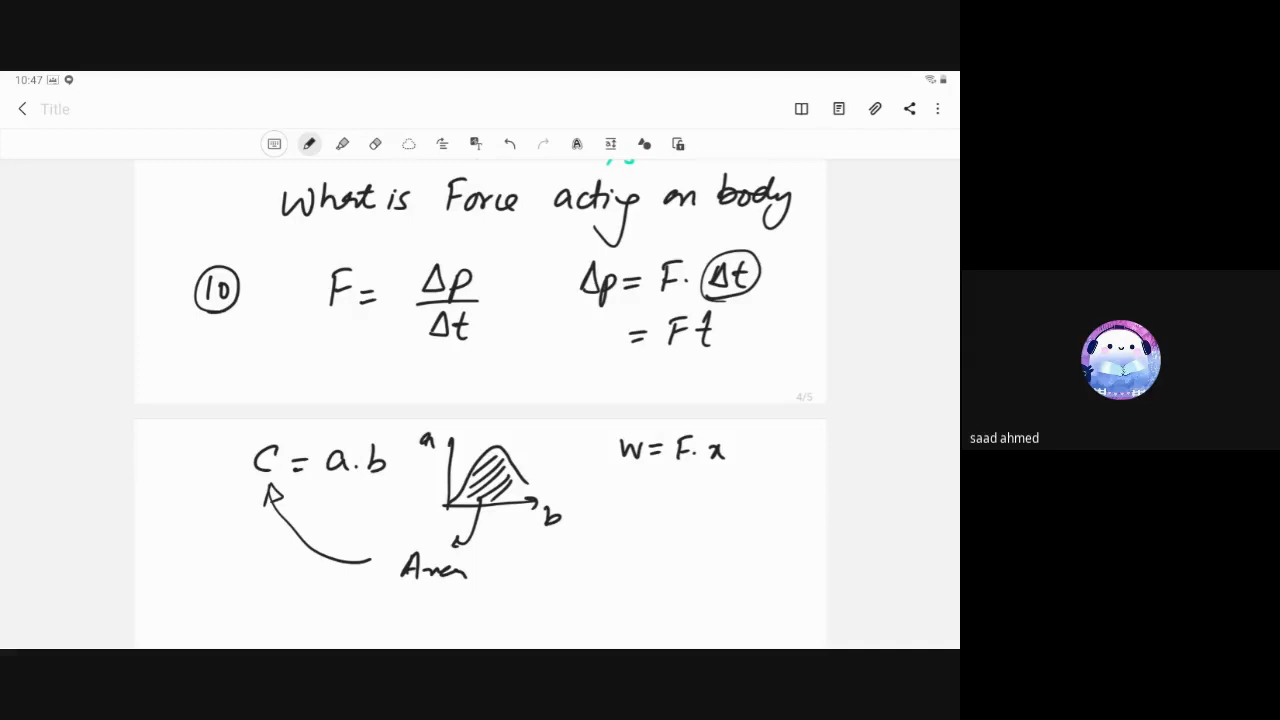 10:47
Title
What is Force acting on body
10 F = Δp/Δt Δp = F. Δt
= Ft
4/5
C = a.b a b W = F. x
Area
saad ahmed